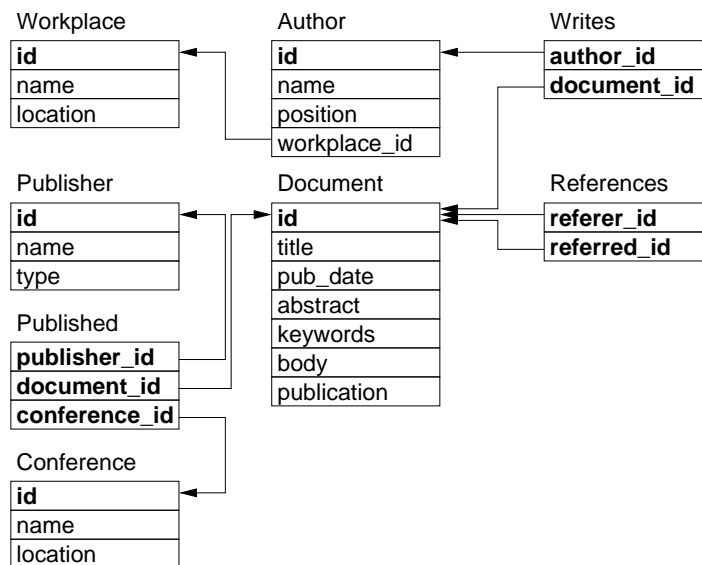 Workplace
id
name
location
Author
id
name
position
workplace_id
Writes
author_id
document_id
Publisher
id
name
type
Document
id
title
pub_date
abstract
keywords
body
publication
References
referer_id
referred_id
Published
publisher_id
document_id
conference_id
Conference
id
name
location